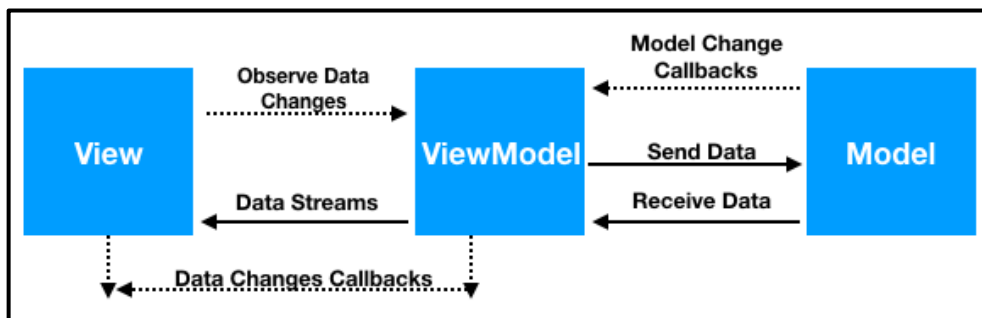 Model Change
Callbacks
Observe Data
Changes
View
ViewModel
Send Data
Model
Data Streams
Receive Data
Data Changes Callbacks